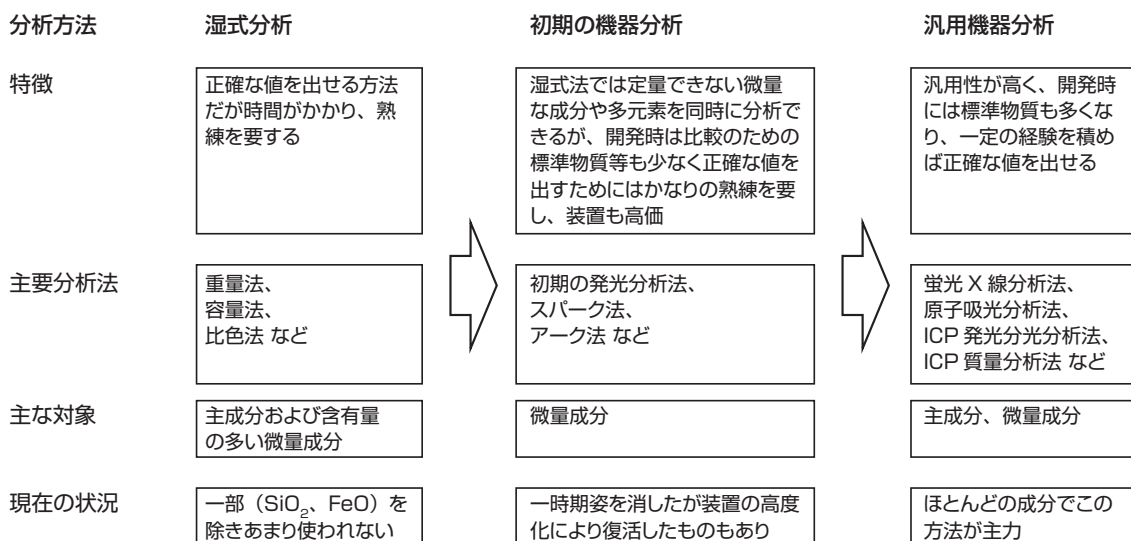 分析方法 湿式分析 初期の機器分析 汎用機器分析
特徴
正確な値を出せる方法
だが時間がかかり、熟
練を要する
湿式法では定量できない微量
な成分や多元素を同時に分析で
きるが、開発時は比較のための
標準物質等も少なく正確な値を
出すためにはかなりの熟練を要
し、装置も高価
汎用性が高く、開発時
には標準物質も多くな
り、一定の経験を積め
ば正確な値を出せる
主要分析法
重量法、
容量法、
比色法 など
初期の発光分析法、
スパーク法、
アーク法 など
蛍光 X 線分析法、
原子吸光分析法、
ICP 発光分光分析法、
ICP 質量分析法 など
主な対象
主成分および含有量
の多い微量成分
微量成分
主成分、微量成分
現在の状況
一部（SiO₂、FeO）を
除きあまり使われない
一時期姿を消したが装置の高度
化により復活したものもあり
ほとんどの成分でこの
方法が主力